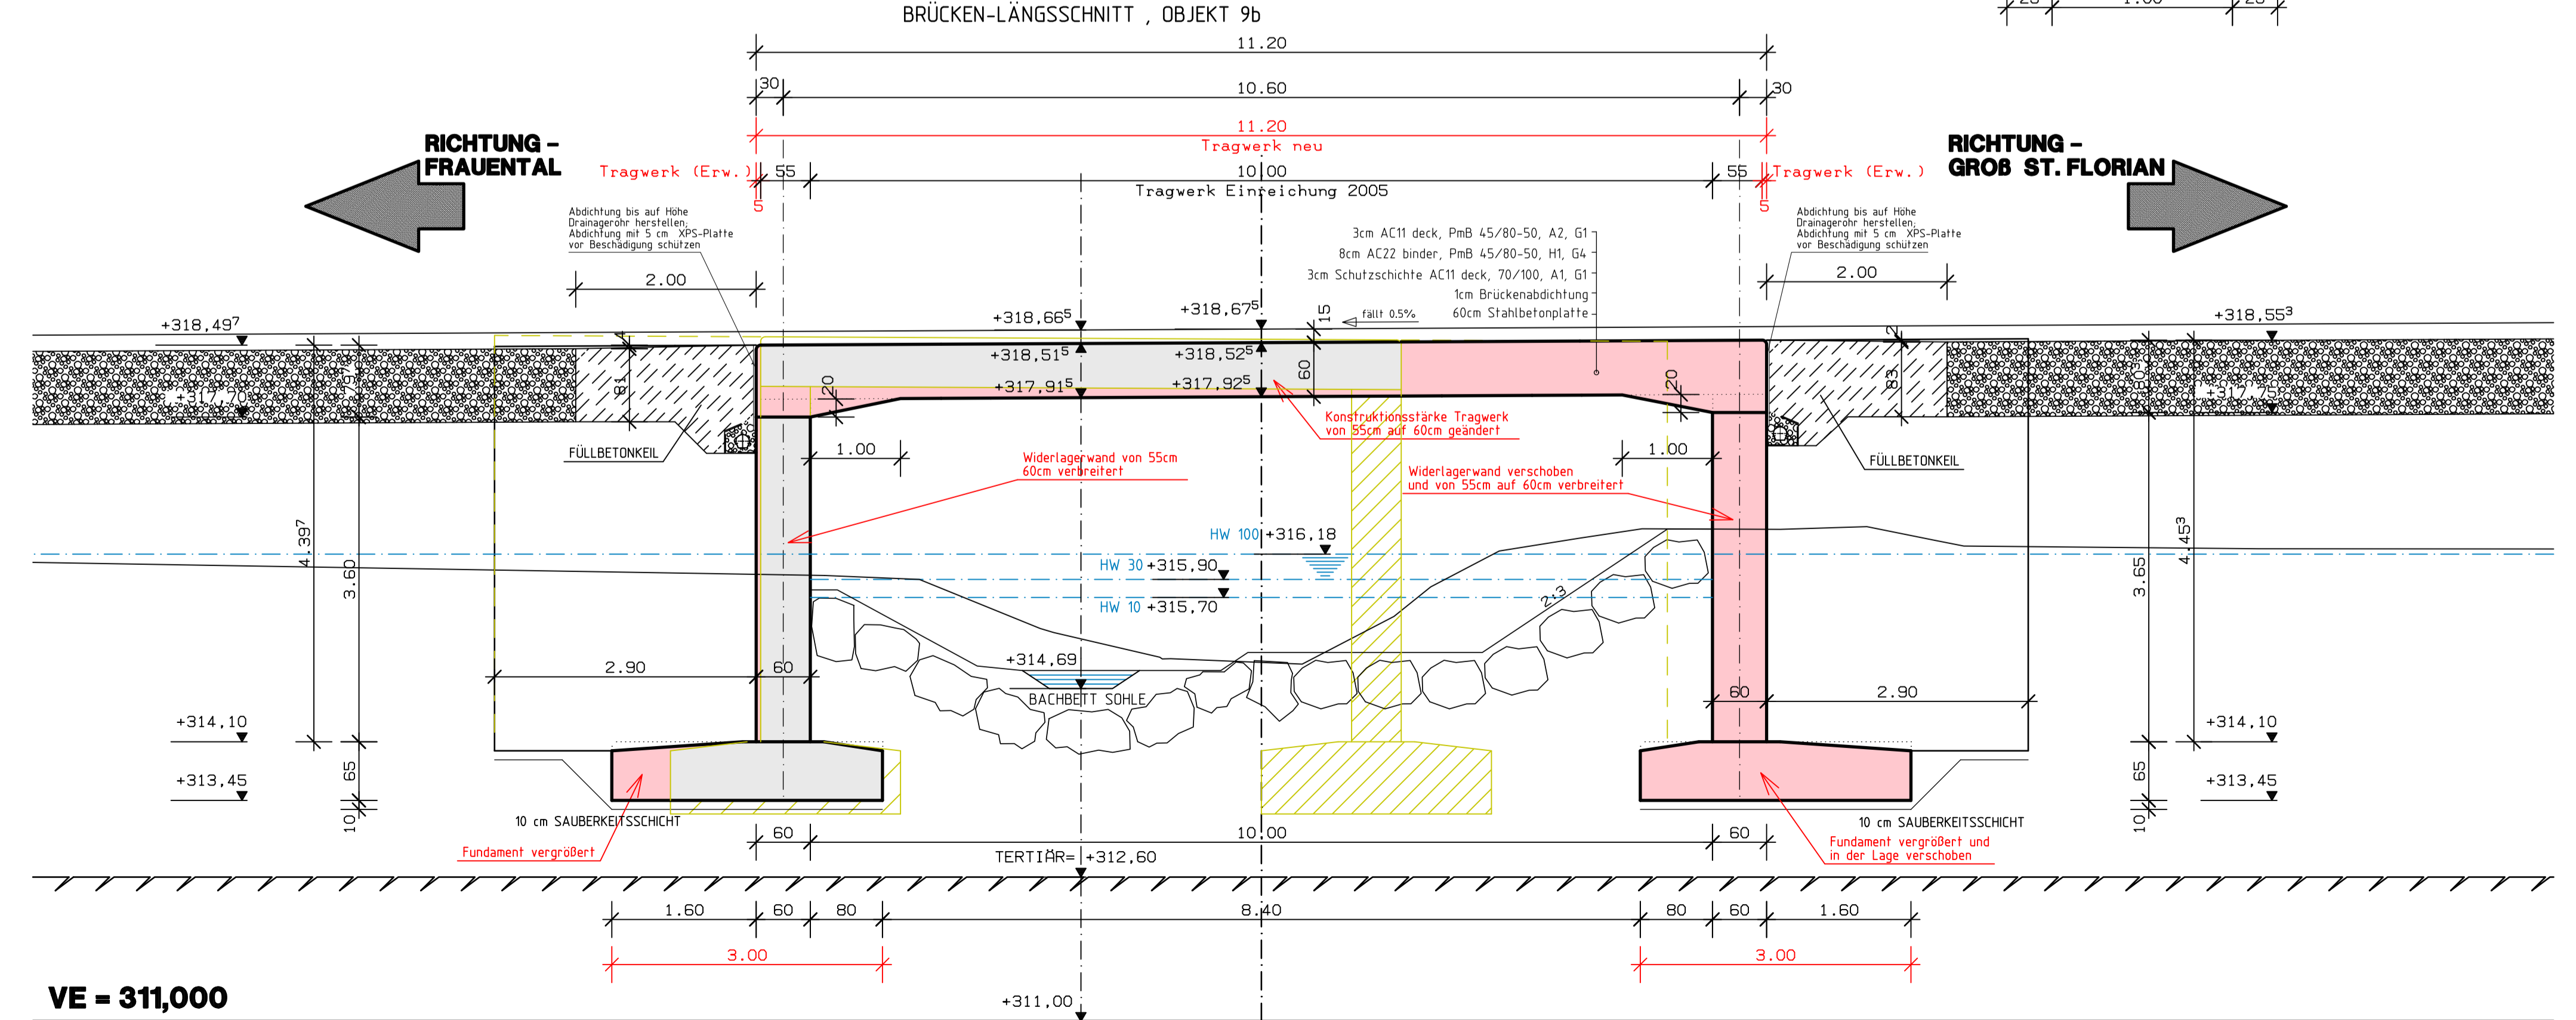 BRÜCKEN-LÄNGSSCHNITT , OBJEKT 9b
1.00
11.20
30
10.60
30
11.20
Tragwerk neu
RICHTUNG –
FRAUENTAL
RICHTUNG –
GROß ST. FLORIAN
Tragwerk (Erw.)
5
55
10.00
55
5
Tragwerk (Erw.)
Tragwerk Einreichung 2005
Abdichtung bis auf Höhe
Drainagerohr herstellen;
Abdichtung mit 5 cm XPS-Platte
vor Beschädigung schützen
Abdichtung bis auf Höhe
Drainagerohr herstellen;
Abdichtung mit 5 cm XPS-Platte
vor Beschädigung schützen
3cm AC11 deck, PmB 45/80-50, A2, G1
8cm AC22 binder, PmB 45/80-50, H1, G4
3cm Schutzschichte AC11 deck, 70/100, A1, G1
1cm Brückenabdichtung
60cm Stahlbetonplatte
2.00
2.00
+318,49⁷
+318,66⁵
+318,67⁵
15
fällt 0.5%
+318,55³
4
2
+318,51⁵
+318,52⁵
60
81
83
+317,70
+317,91⁵
+317,92⁵
+317,75
20
20
Konstruktionsstärke Tragwerk
von 55cm auf 60cm geändert
FÜLLBETONKEIL
FÜLLBETONKEIL
1.00
1.00
Widerlagerwand von 55cm
60cm verbreitert
Widerlagerwand verschoben
und von 55cm auf 60cm verbreitert
4.39⁷
3.60
3.65
4.45³
HW 100 +316,18
HW 30 +315,90
HW 10 +315,70
2:3
+314,69
BACHBETT SOHLE
2.90
60
60
2.90
+314,10
+314,10
65
65
+313,45
+313,45
10
10
10 cm SAUBERKEITSSCHICHT
10 cm SAUBERKEITSSCHICHT
Fundament vergrößert
Fundament vergrößert und
in der Lage verschoben
60
10.00
60
TERTIÄR= +312,60
1.60
60
80
8.40
80
60
1.60
3.00
3.00
VE = 311,000
+311,00